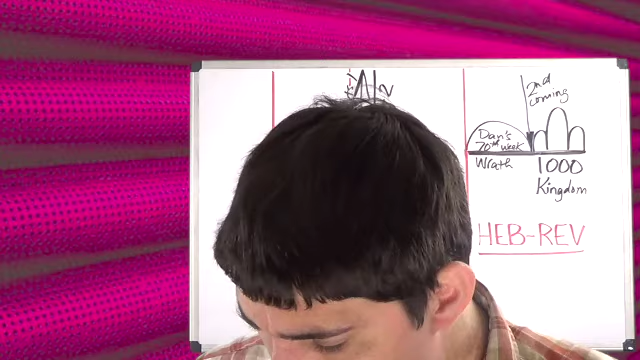 2nd
coming
Dan's
70th week
Wrath
1000
Kingdom
HEB-REV